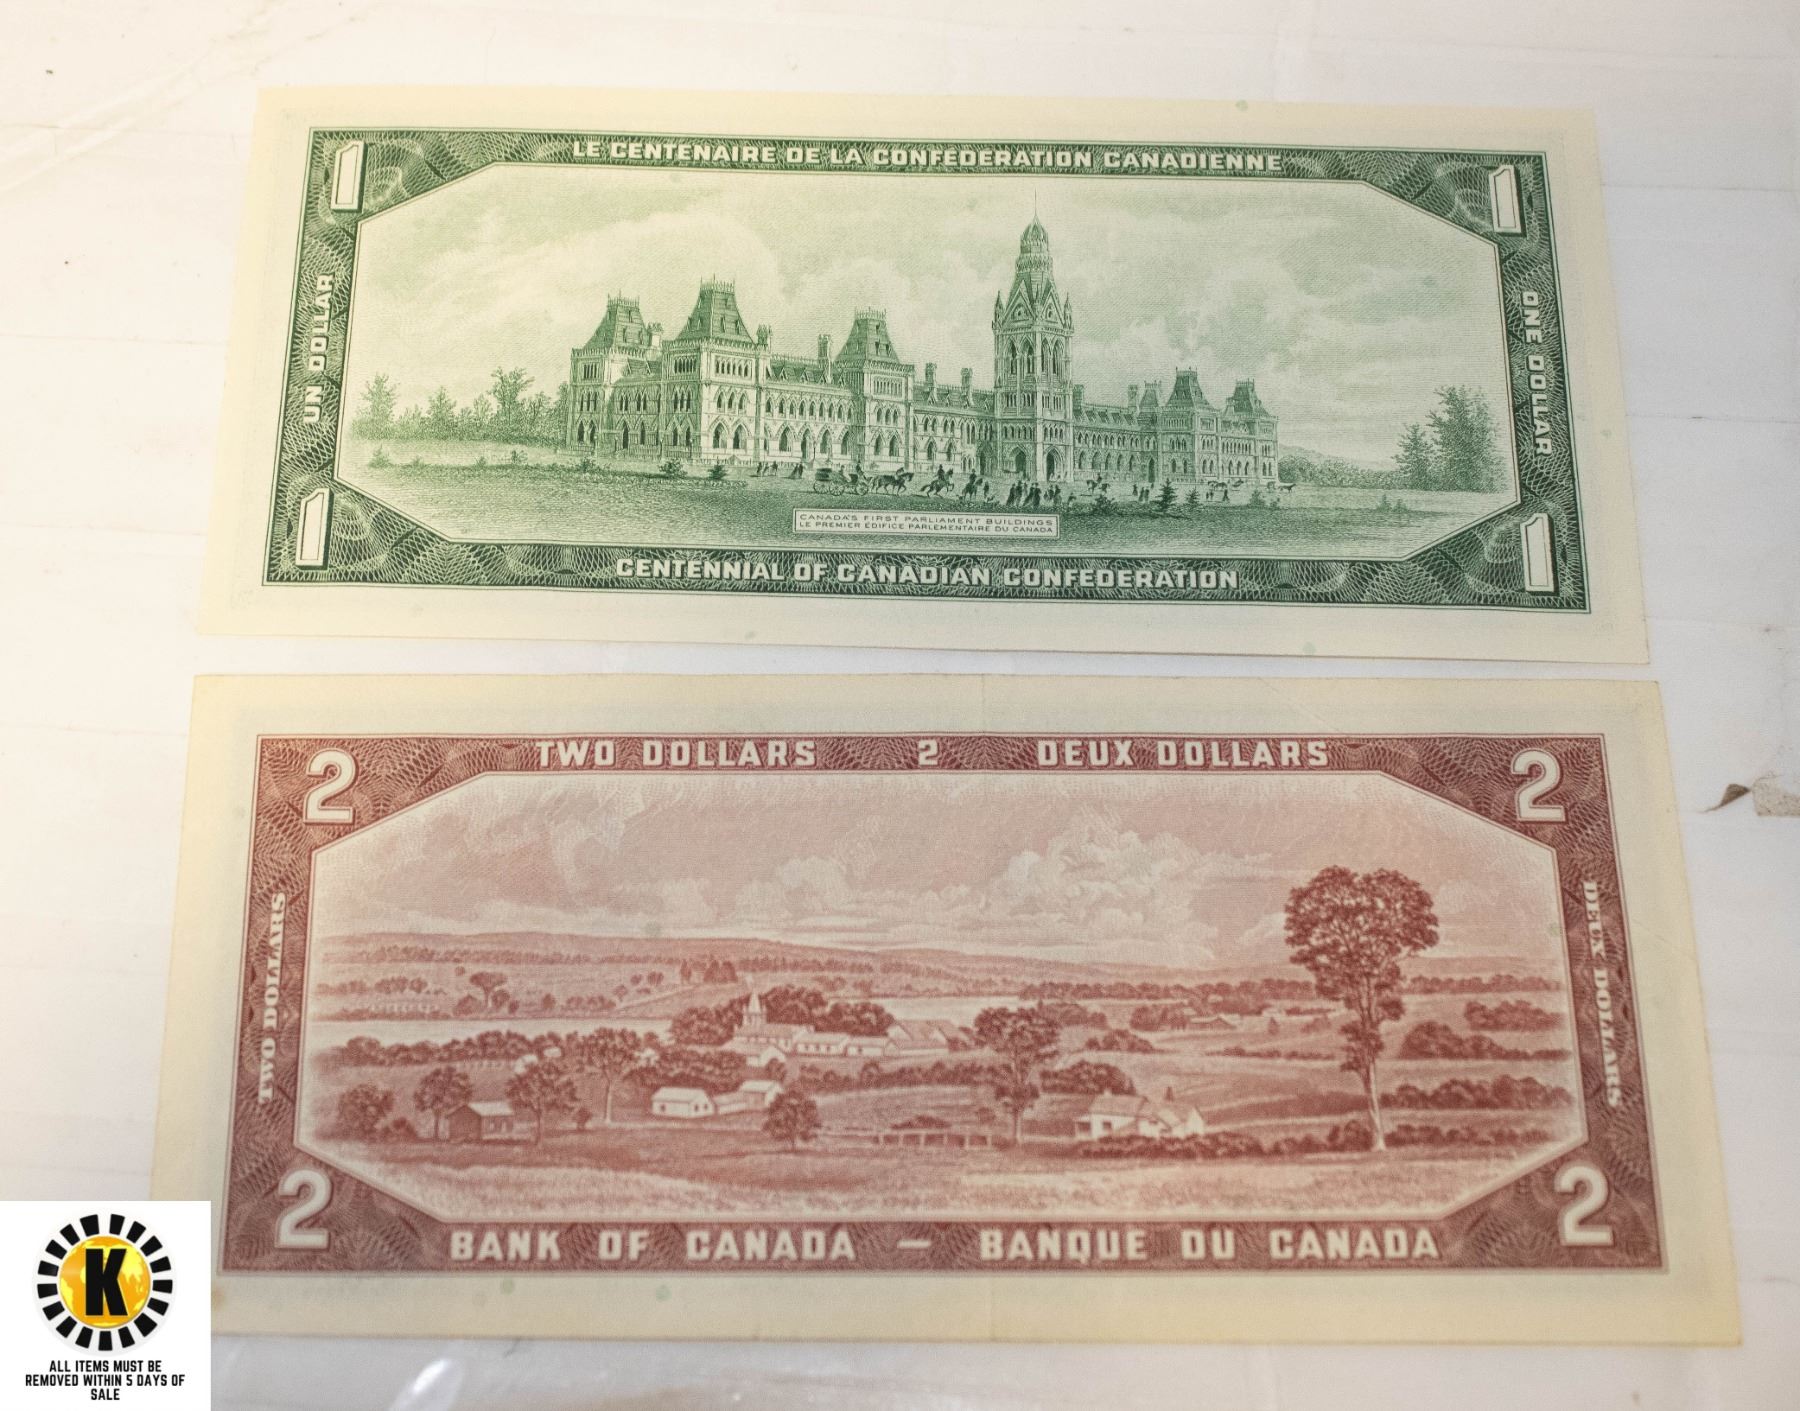 1
LE CENTENAIRE DE LA CONFEDERATION CANADIENNE
1
UN DOLLAR
ONE DOLLAR
CANADA'S FIRST PARLIAMENT BUILDINGS
LE PREMIER EDIFICE PARLEMENTAIRE DU CANADA
1
CENTENNIAL OF CANADIAN CONFEDERATION
1
2
TWO DOLLARS 2 DEUX DOLLARS
2
TWO DOLLARS
DEUX DOLLARS
2
BANK OF CANADA — BANQUE DU CANADA
2
K
ALL ITEMS MUST BE
REMOVED WITHIN 5 DAYS OF
SALE